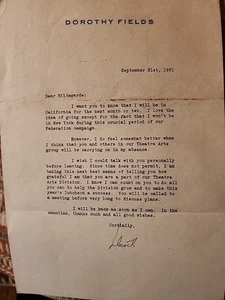 DOROTHY FIELDS
September 21st, 1951
Dear Hildegarde:
I want you to know that I will be in
California for the next month or two. I love the
idea of going except for the fact that I won't be
in New York during this crucial period of our
Federation campaign.
However, I do feel somewhat better when
I think that you and others in our Theatre Arts
group will be carrying on in my absence.
I wish I could talk with you personally
before leaving. Since time does not permit, I am
taking this next best means of telling you how
grateful I am that you are a part of our Theatre
Arts Division. I know I can count on you to do all
you can to help the Division grow and to make this
year's luncheon a success. You will be called to
a meeting before very long to discuss plans.
I will be back as soon as I can. In the
meantime, thanks much and all good wishes.
Cordially,